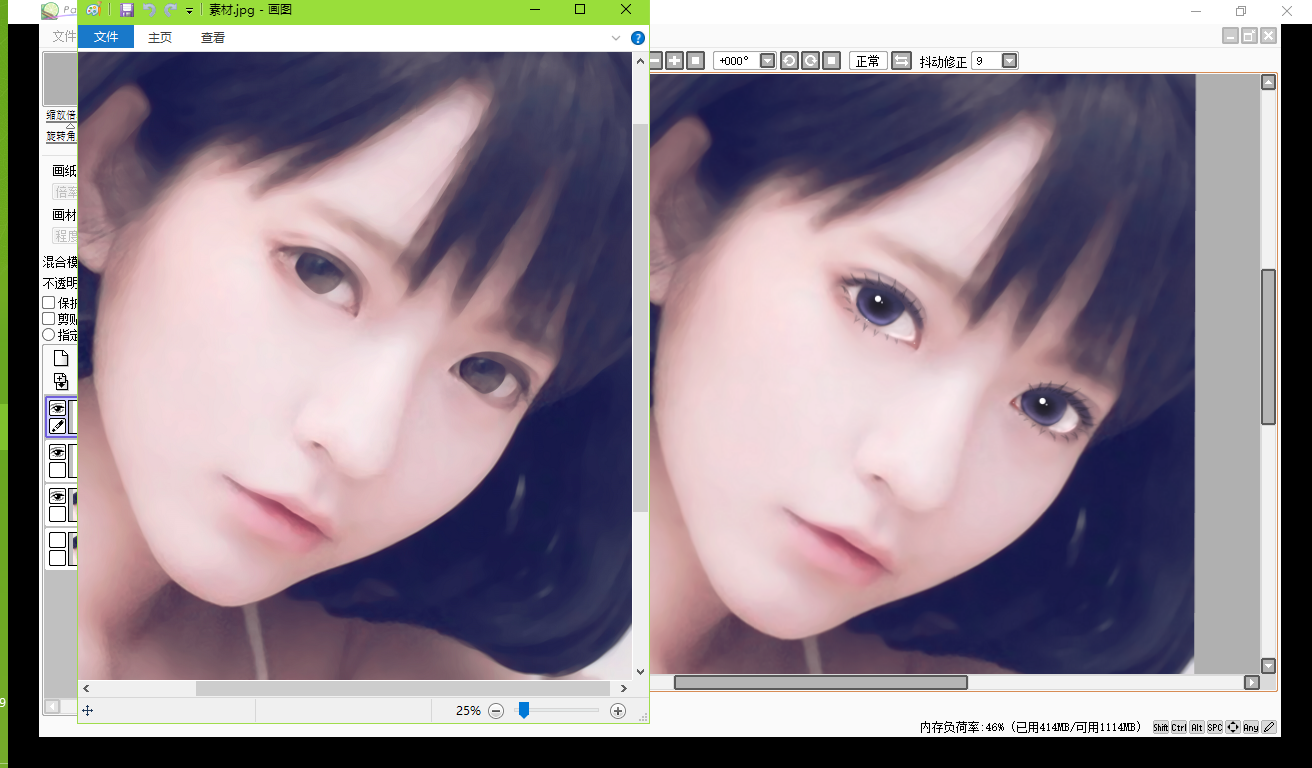 Pa
素材.jpg - 画图
文件
文件
主页
查看
+000°
正常
抖动修正
9
缩放倍
旋转角
画纸
倍率
画材
程度
混合模
不透明
保护
剪贴
指定
9
25%
内存负荷率:46% (已用414MB/可用1114MB)
Shift Ctrl Alt SPC Any